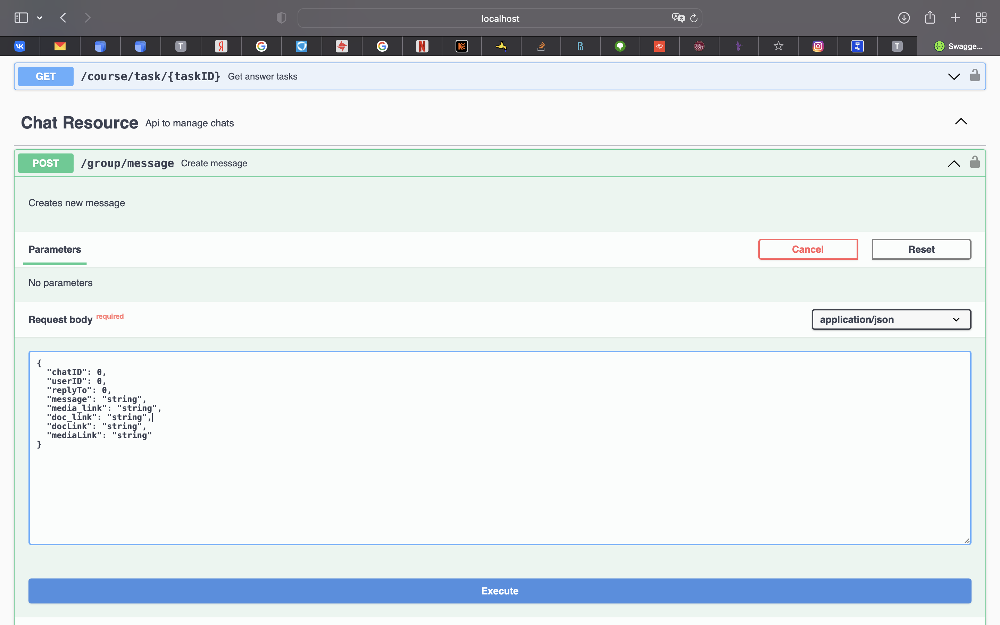 localhost
T
Я
N
TRUE COST
T
Swagge...
GET /course/task/{taskID} Get answer tasks
Chat Resource Api to manage chats
POST /group/message Create message
Creates new message
Parameters
Cancel
Reset
No parameters
Request body required
application/json
{
"chatID": 0,
"userID": 0,
"replyTo": 0,
"message": "string",
"media_link": "string",
"doc_link": "string",
"docLink": "string",
"mediaLink": "string"
}
Execute